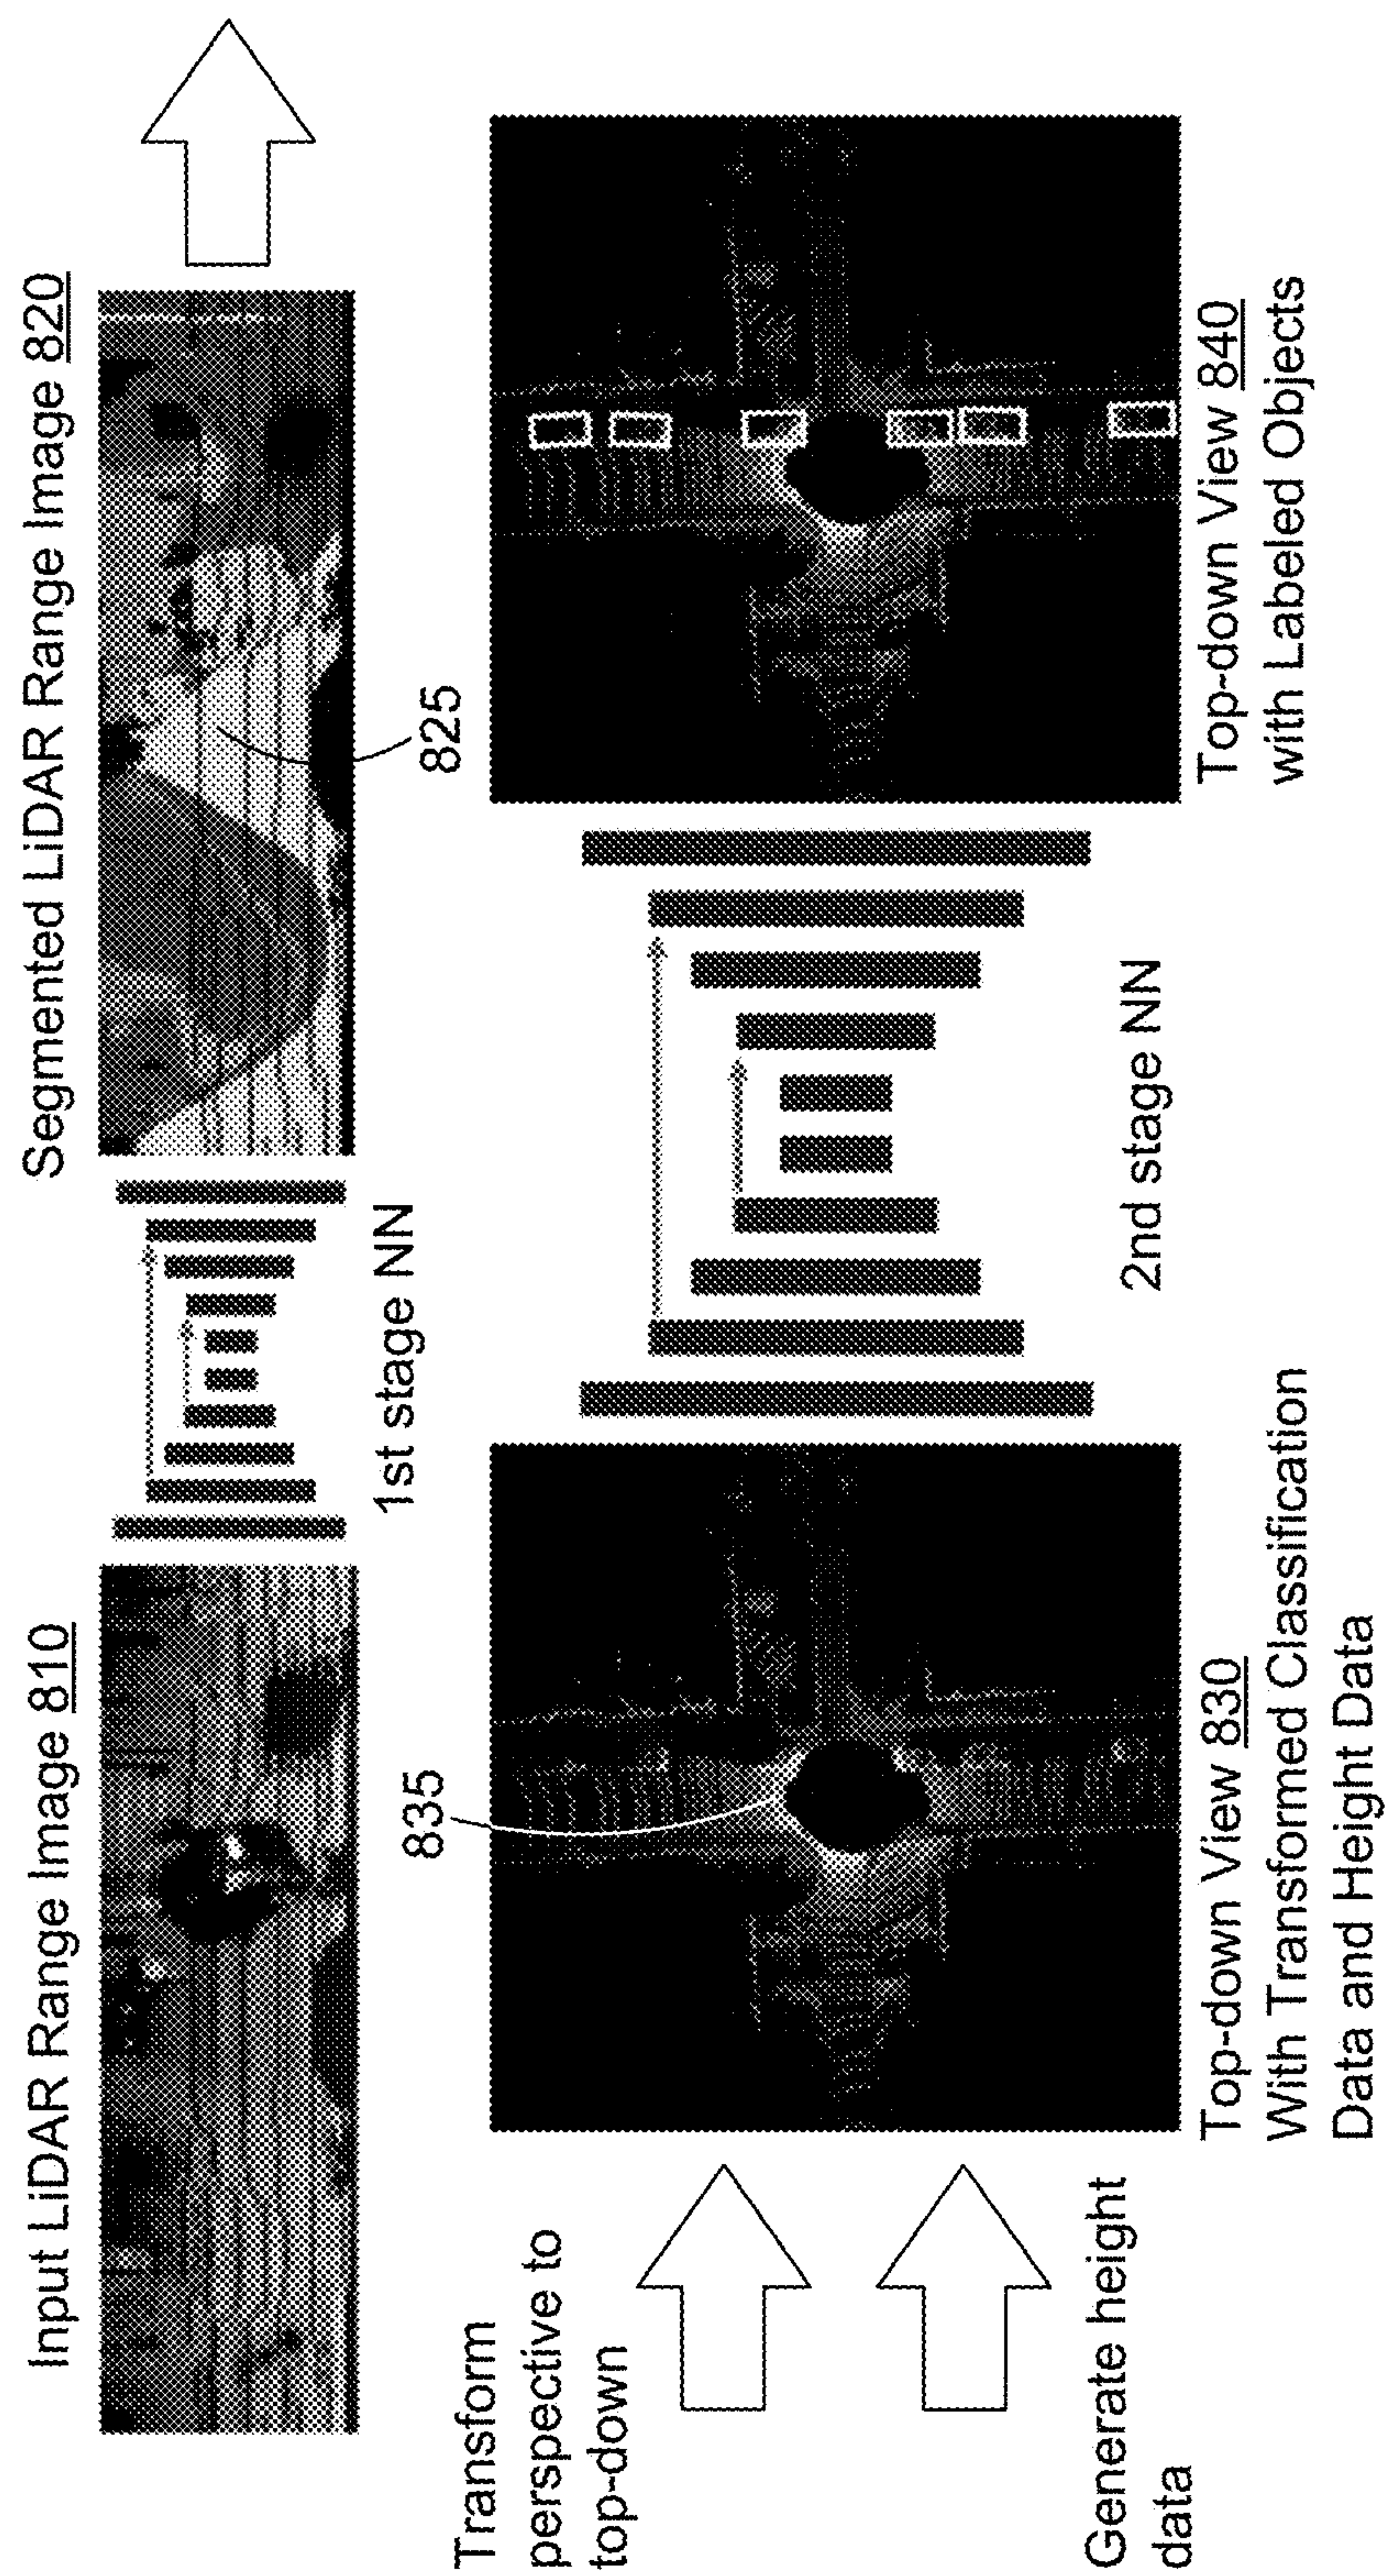 Input LiDAR Range Image 810
1st stage NN
Segmented LiDAR Range Image 820
825
Transform
perspective to
top-down
Generate height
data
835
Top-down View 830
With Transformed Classification
Data and Height Data
2nd stage NN
Top-down View 840
with Labeled Objects